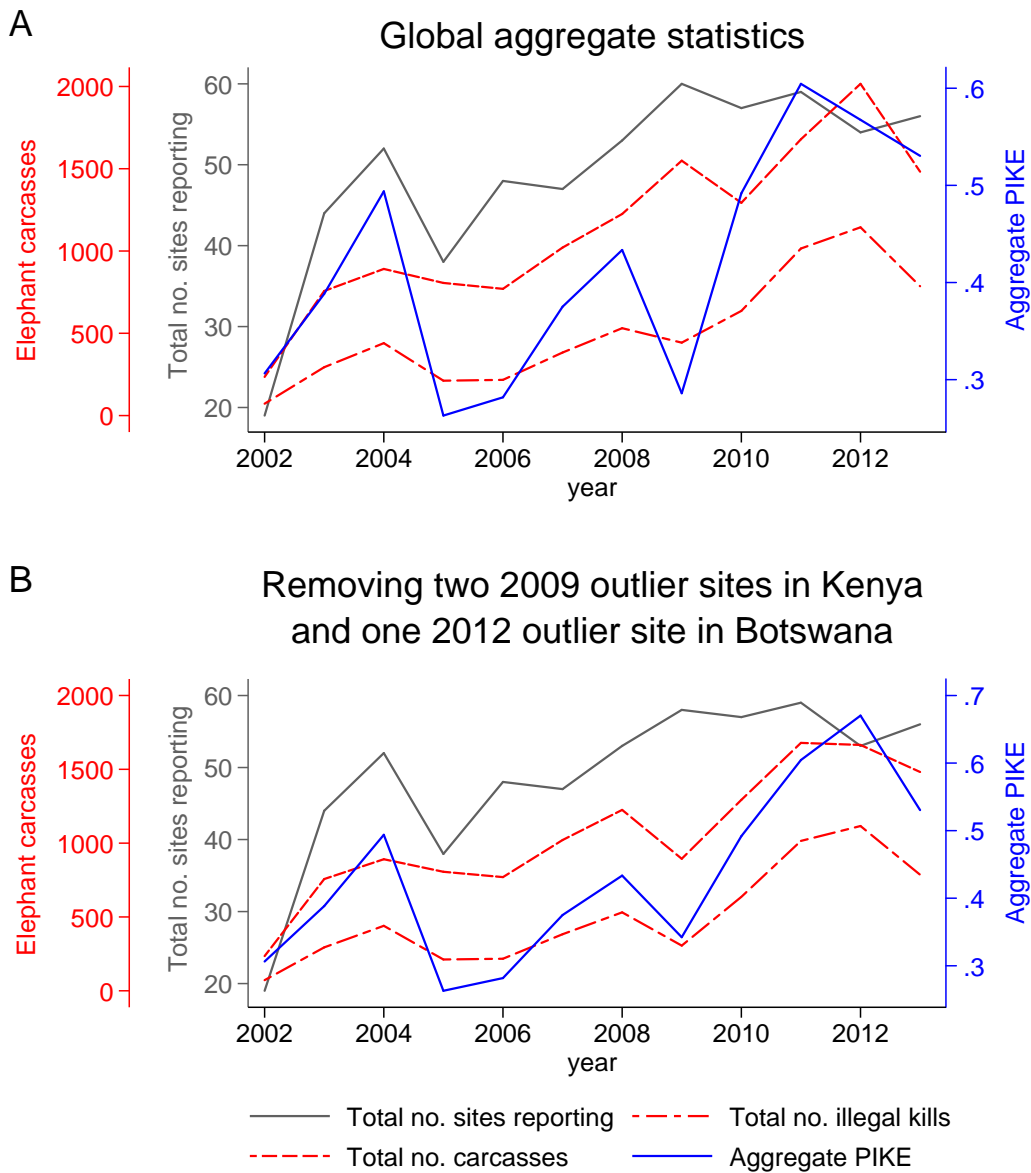 A
Global aggregate statistics
Elephant carcasses
2000
1500
1000
500
0
Total no. sites reporting
60
50
40
30
20
Aggregate PIKE
.6
.5
.4
.3
2002 2004 2006 2008 2010 2012
year
B
Removing two 2009 outlier sites in Kenya
and one 2012 outlier site in Botswana
Elephant carcasses
2000
1500
1000
500
0
Total no. sites reporting
60
50
40
30
20
Aggregate PIKE
.7
.6
.5
.4
.3
2002 2004 2006 2008 2010 2012
year
Total no. sites reporting Total no. illegal kills
Total no. carcasses Aggregate PIKE